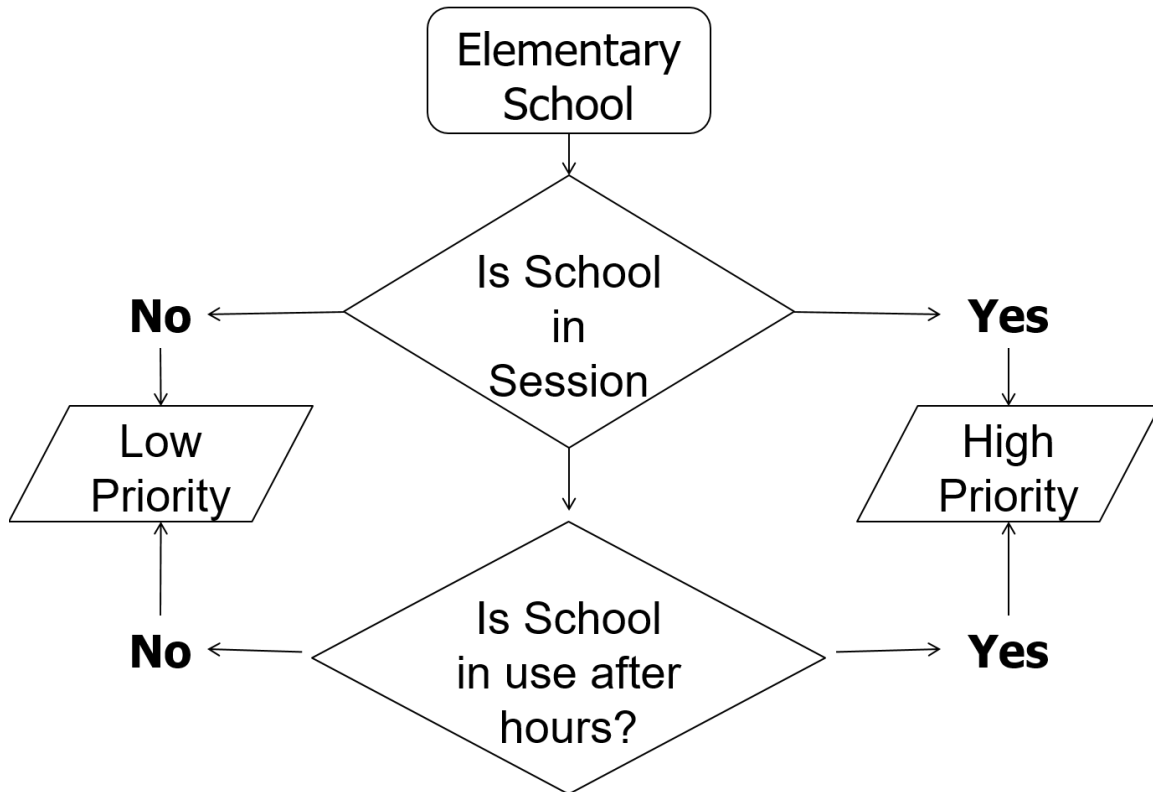 Elementary
School
Is School
in
Session
No
Yes
Low
Priority
High
Priority
Is School
in use after
hours?
No
Yes